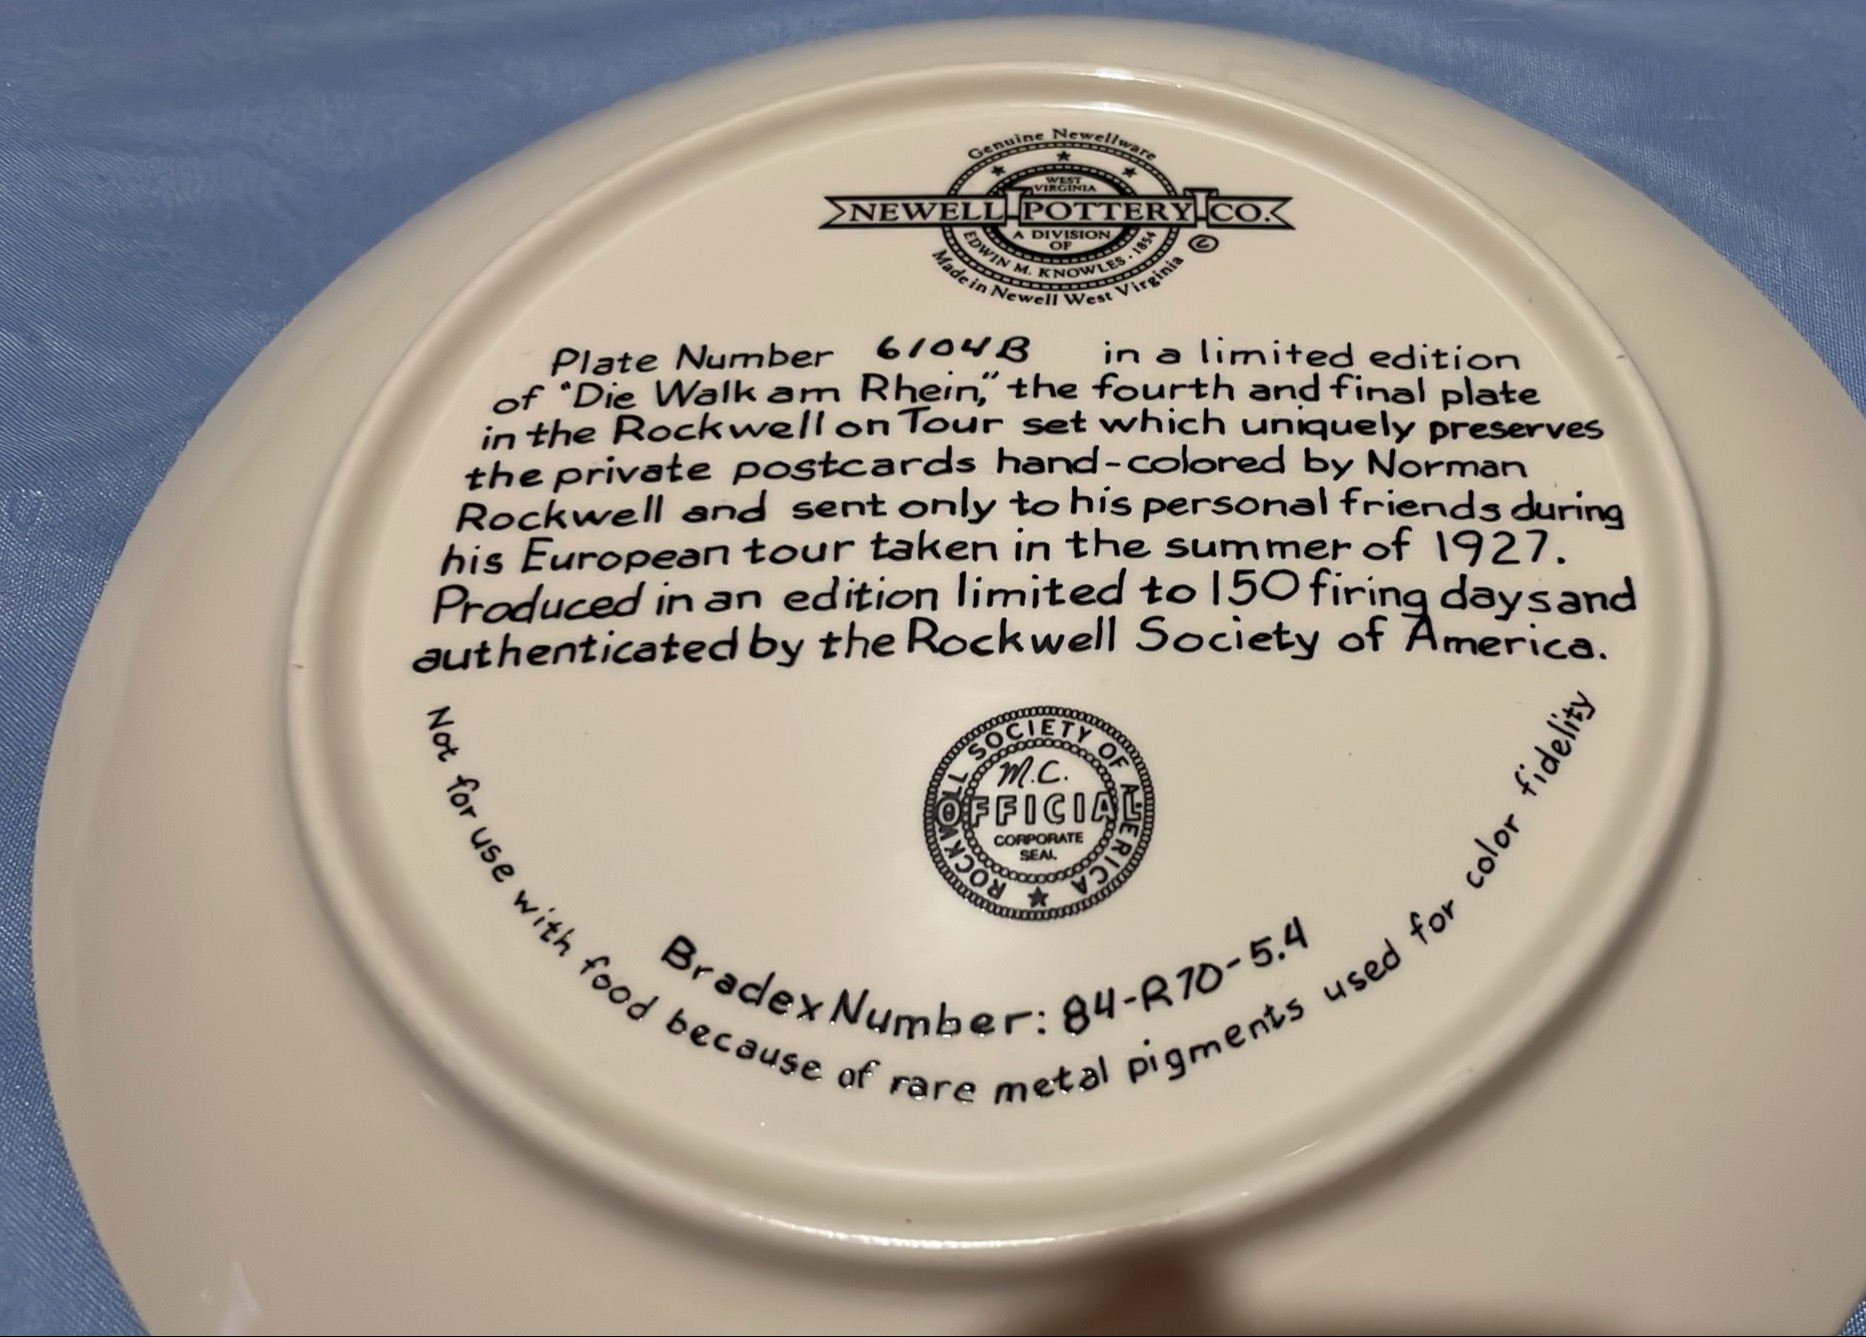 Genuine Newellware
WEST
VIRGINIA
NEWELL POTTERY CO.
A DIVISION
OF
EDWIN M. KNOWLES · 1854
©
Made in Newell West Virginia
Plate Number 6104B in a limited edition
of "Die Walk am Rhein," the fourth and final plate
in the Rockwell on Tour set which uniquely preserves
the private postcards hand-colored by Norman
Rockwell and sent only to his personal friends during
his European tour taken in the summer of 1927.
Produced in an edition limited to 150 firing days and
authenticated by the Rockwell Society of America.
ROCKWELL SOCIETY OF AMERICA
M.C.
OFFICIAL
CORPORATE
SEAL
Bradex Number: 84-R70-5.4
Not for use with food because of rare metal pigments used for color fidelity